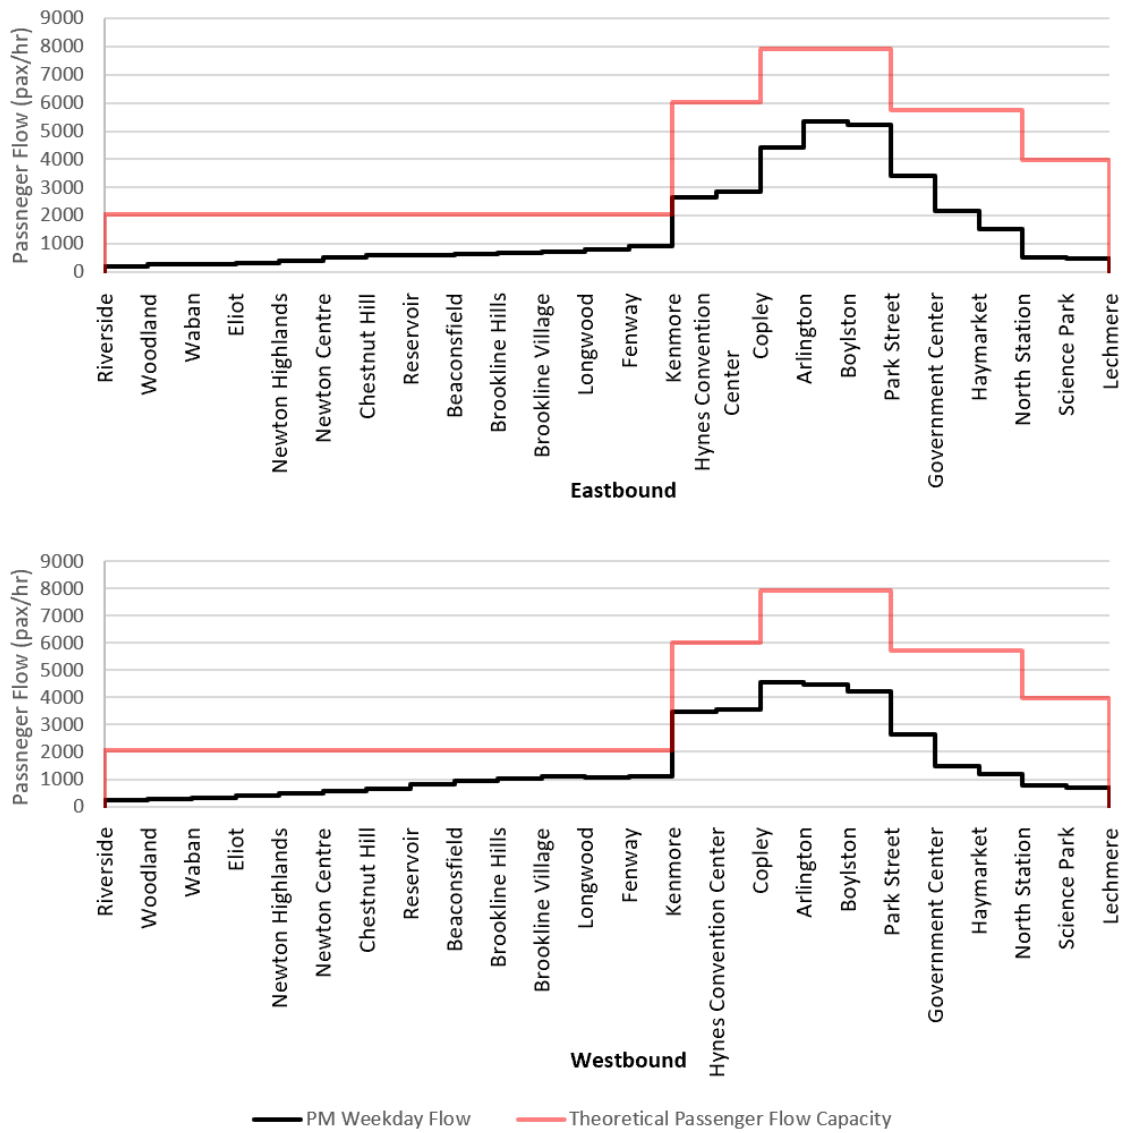 9000
8000
7000
6000
5000
4000
3000
2000
1000
0
Passneger Flow (pax/hr)
Riverside
Woodland
Waban
Eliot
Newton Highlands
Newton Centre
Chestnut Hill
Reservoir
Beaconsfield
Brookline Hills
Brookline Village
Longwood
Fenway
Kenmore
Hynes Convention
Center
Copley
Arlington
Boylston
Park Street
Government Center
Haymarket
North Station
Science Park
Lechmere
Eastbound
9000
8000
7000
6000
5000
4000
3000
2000
1000
0
Passneger Flow (pax/hr)
Riverside
Woodland
Waban
Eliot
Newton Highlands
Newton Centre
Chestnut Hill
Reservoir
Beaconsfield
Brookline Hills
Brookline Village
Longwood
Fenway
Kenmore
Hynes Convention Center
Copley
Arlington
Boylston
Park Street
Government Center
Haymarket
North Station
Science Park
Lechmere
Westbound
PM Weekday Flow
Theoretical Passenger Flow Capacity